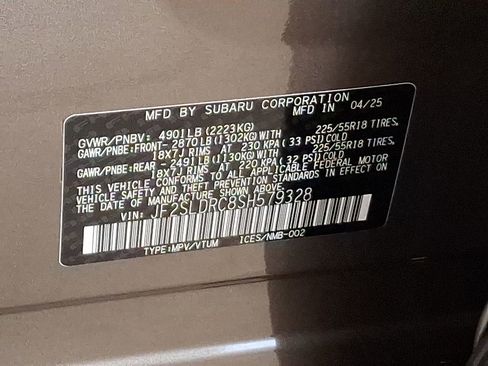 MFD BY SUBARU CORPORATION
MFD IN 04/25
GVWR/PNBV: 4901LB(2223KG)
GAWR/PNBE:FRONT-2870LB(1302KG)WITH 225/55R18 TIRES,
18X7J RIMS AT 230 KPA(33 PSI)COLD
GAWR/PNBE:REAR -2491LB(1130KG)WITH 225/55R18 TIRES,
18X7J RIMS AT 220 KPA(32 PSI)COLD
THIS VEHICLE CONFORMS TO ALL APPLICABLE FEDERAL MOTOR
VEHICLE SAFETY STANDARDS IN EFFECT ON
THE DATE OF MANUFACTURE SHOWN ABOVE.
VIN: JF2SLDRC8SH579328
TYPE:MPV/VTUM ICES/NMB-002